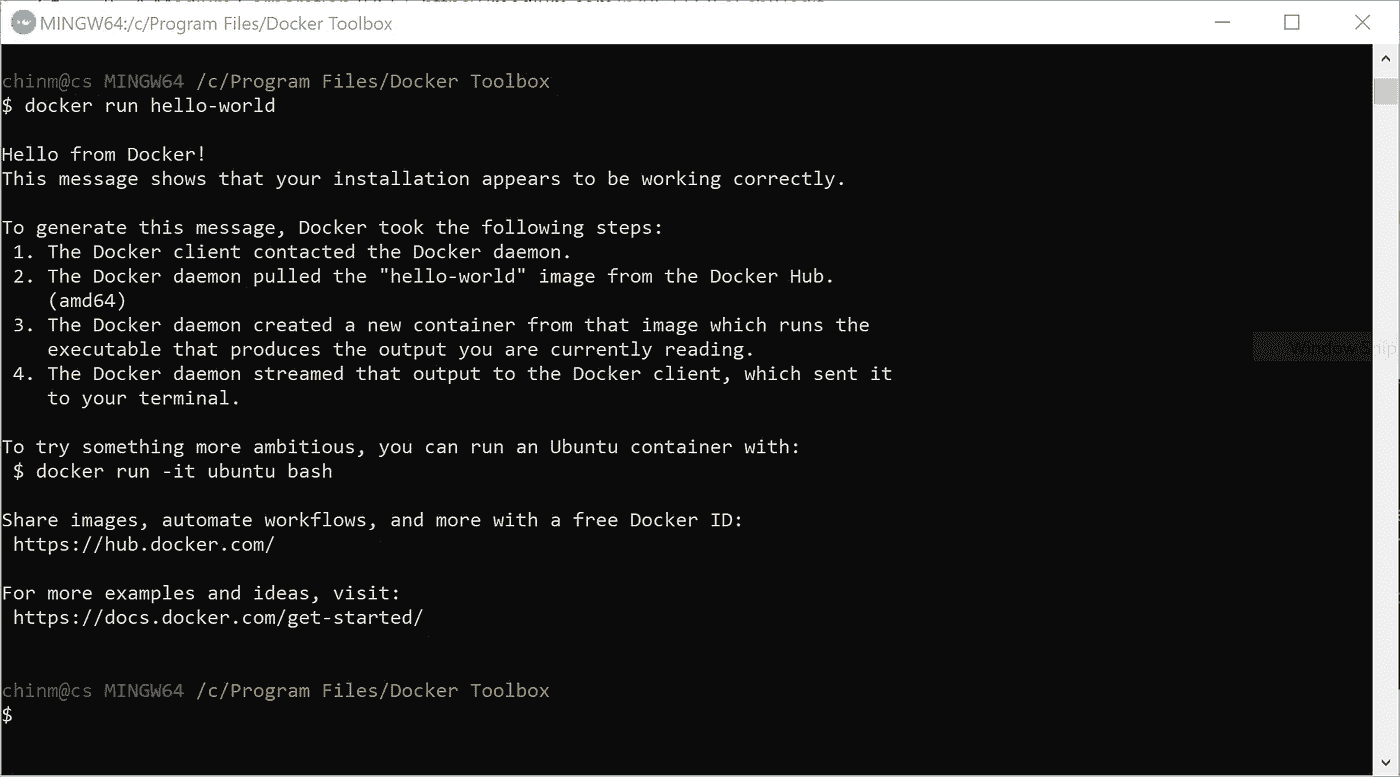 MINGW64:/c/Program Files/Docker Toolbox
chinm@cs MINGW64 /c/Program Files/Docker Toolbox
$ docker run hello-world
Hello from Docker!
This message shows that your installation appears to be working correctly.
To generate this message, Docker took the following steps:
1. The Docker client contacted the Docker daemon.
2. The Docker daemon pulled the "hello-world" image from the Docker Hub.
(amd64)
3. The Docker daemon created a new container from that image which runs the
executable that produces the output you are currently reading.
4. The Docker daemon streamed that output to the Docker client, which sent it
to your terminal.
To try something more ambitious, you can run an Ubuntu container with:
$ docker run -it ubuntu bash
Share images, automate workflows, and more with a free Docker ID:
https://hub.docker.com/
For more examples and ideas, visit:
https://docs.docker.com/get-started/
chinm@cs MINGW64 /c/Program Files/Docker Toolbox
$
Window Snip